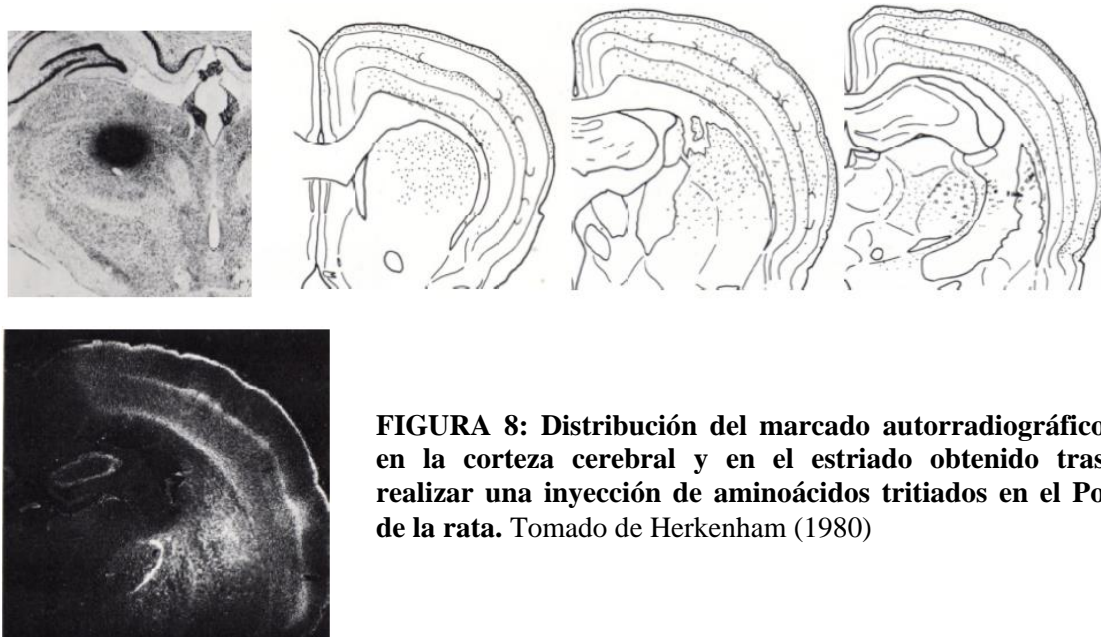 FIGURA 8: Distribución del marcado autorradiográfico
en la corteza cerebral y en el estriado obtenido tras
realizar una inyección de aminoácidos tritiados en el Po
de la rata. Tomado de Herkenham (1980)